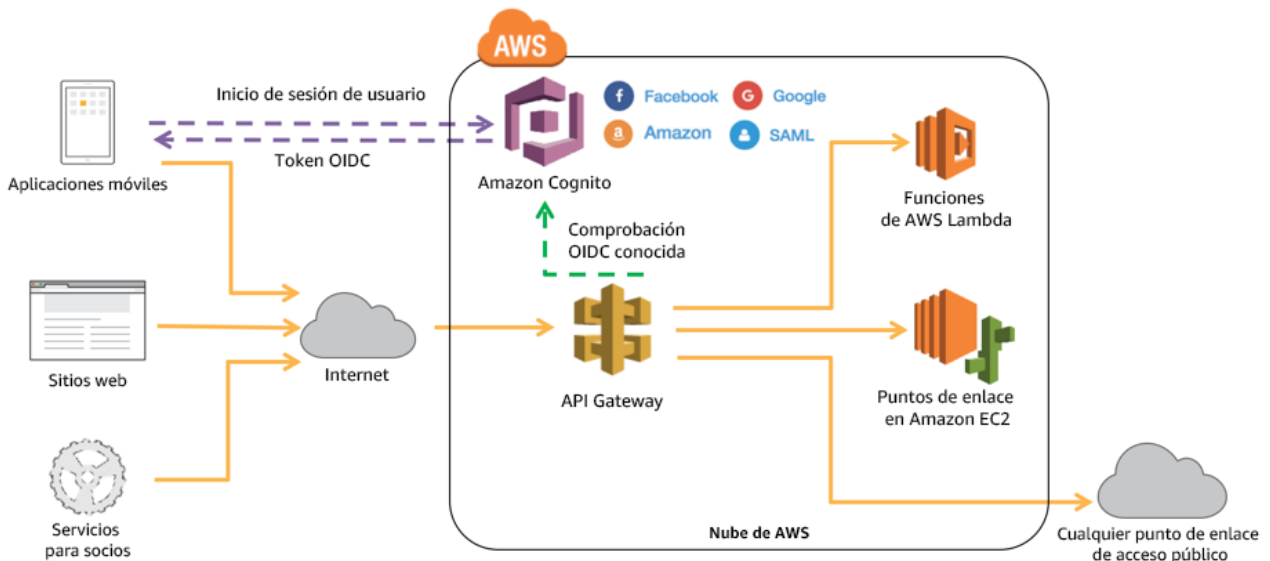 AWS
Inicio de sesión de usuario
Token OIDC
Aplicaciones móviles
Facebook
Google
Amazon
SAML
Amazon Cognito
Comprobación
OIDC conocida
Funciones
de AWS Lambda
Sitios web
Internet
API Gateway
Puntos de enlace
en Amazon EC2
Servicios
para socios
Nube de AWS
Cualquier punto de enlace
de acceso público